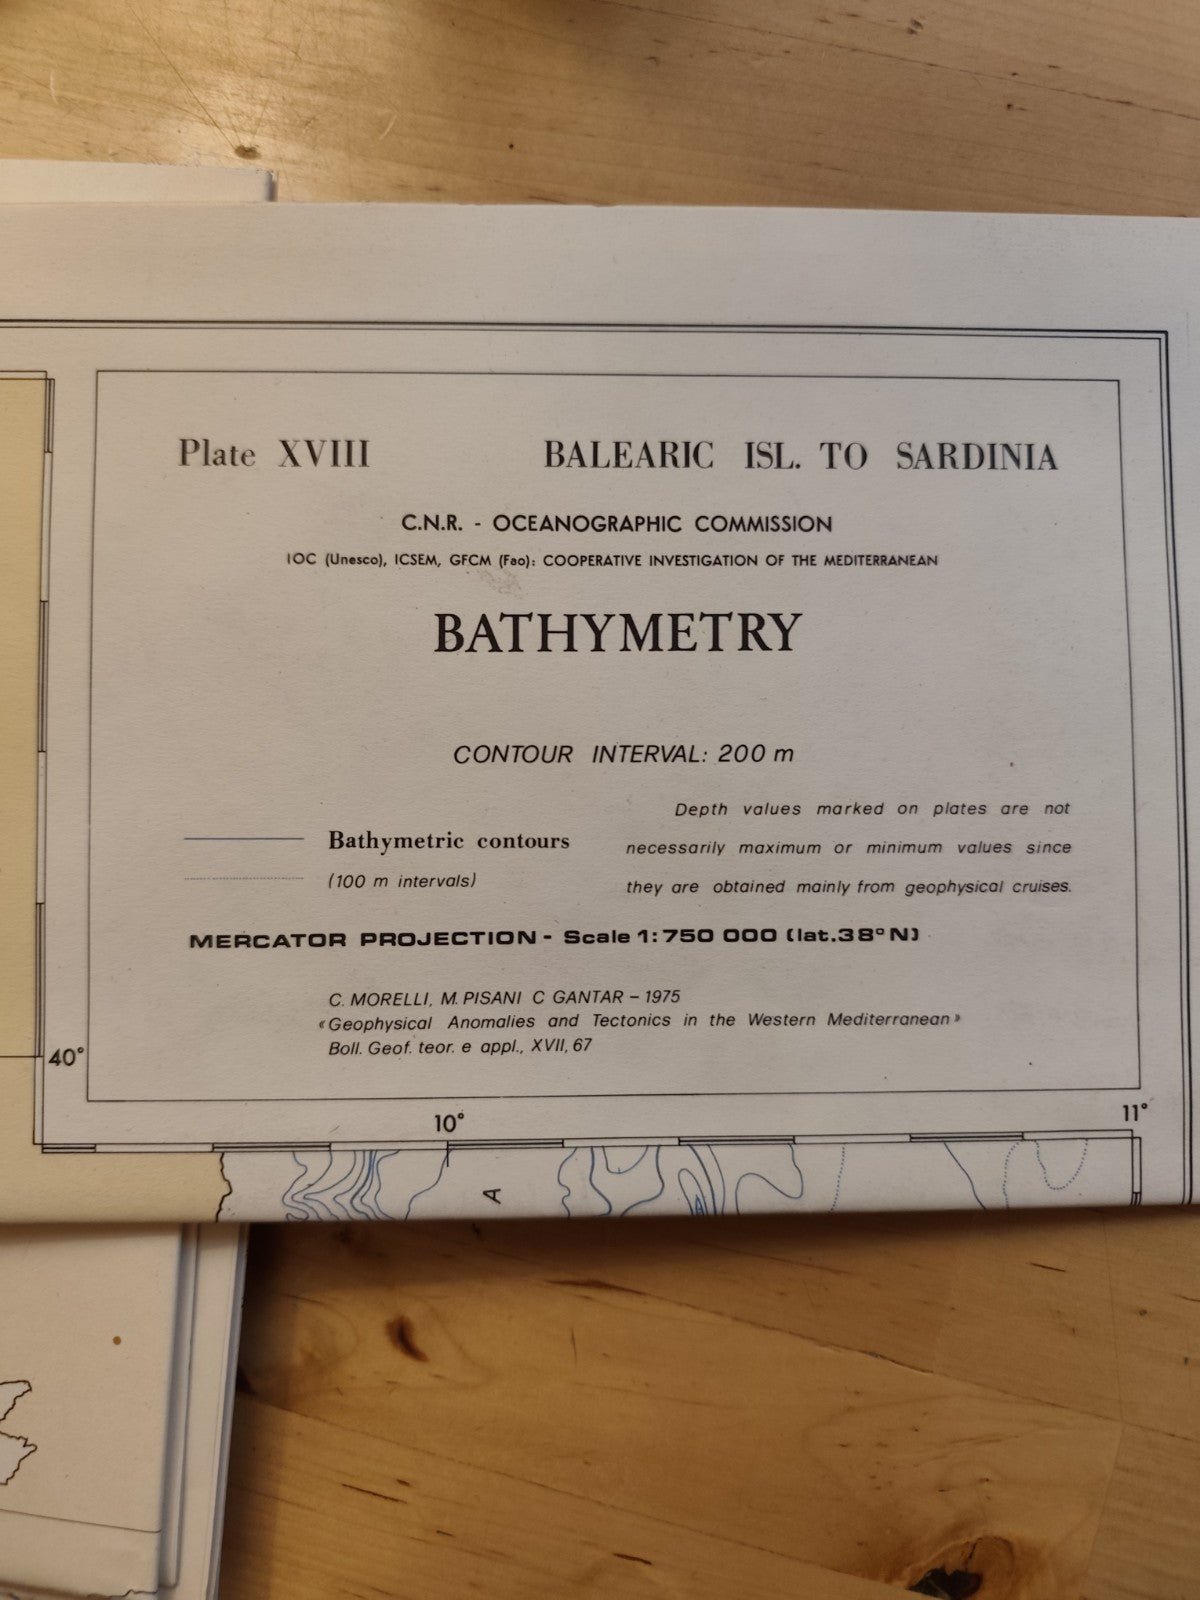 Plate XVIII BALEARIC ISL. TO SARDINIA
C.N.R. - OCEANOGRAPHIC COMMISSION
IOC (Unesco), ICSEM, GFCM (Fao): COOPERATIVE INVESTIGATION OF THE MEDITERRANEAN
BATHYMETRY
CONTOUR INTERVAL: 200 m
Bathymetric contours
(100 m intervals)
Depth values marked on plates are not
necessarily maximum or minimum values since
they are obtained mainly from geophysical cruises.
MERCATOR PROJECTION - Scale 1:750 000 (lat.38° N)
C. MORELLI, M. PISANI C GANTAR – 1975
«Geophysical Anomalies and Tectonics in the Western Mediterranean»
Boll. Geof. teor. e appl., XVII, 67
40°
10°
11°
A